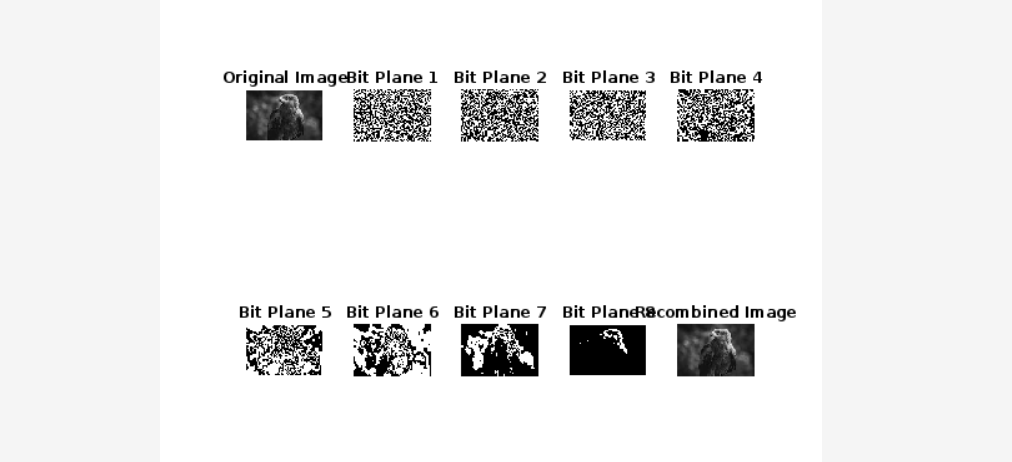 Original Image Bit Plane 1 Bit Plane 2 Bit Plane 3 Bit Plane 4
Bit Plane 5 Bit Plane 6 Bit Plane 7 Bit Plane 8 Recombined Image